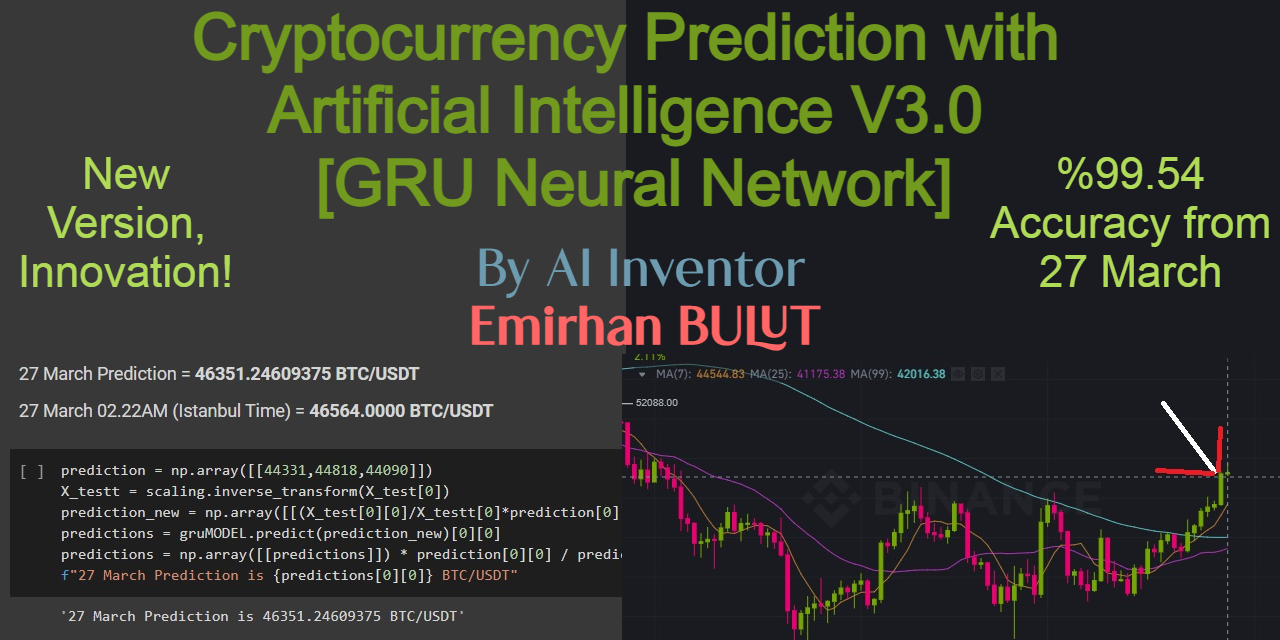 Cryptocurrency Prediction with
Artificial Intelligence V3.0
[GRU Neural Network]
New
Version,
Innovation!
%99.54
Accuracy from
27 March
By AI Inventor
Emirhan BULUT
27 March Prediction = 46351.24609375 BTC/USDT
27 March 02.22AM (Istanbul Time) = 46564.0000 BTC/USDT
[ ] prediction = np.array([[44331,44818,44090]])
X_testt = scaling.inverse_transform(X_test[0])
prediction_new = np.array([[(X_test[0][0]/X_testt[0]*prediction[0]
predictions = gruMODEL.predict(prediction_new)[0][0]
predictions = np.array([[predictions]]) * prediction[0][0] / predic
f"27 March Prediction is {predictions[0][0]} BTC/USDT"
'27 March Prediction is 46351.24609375 BTC/USDT'
2.11%
MA(7): 44544.83 MA(25): 41175.38 MA(99): 42016.38
52088.00
BINANCE